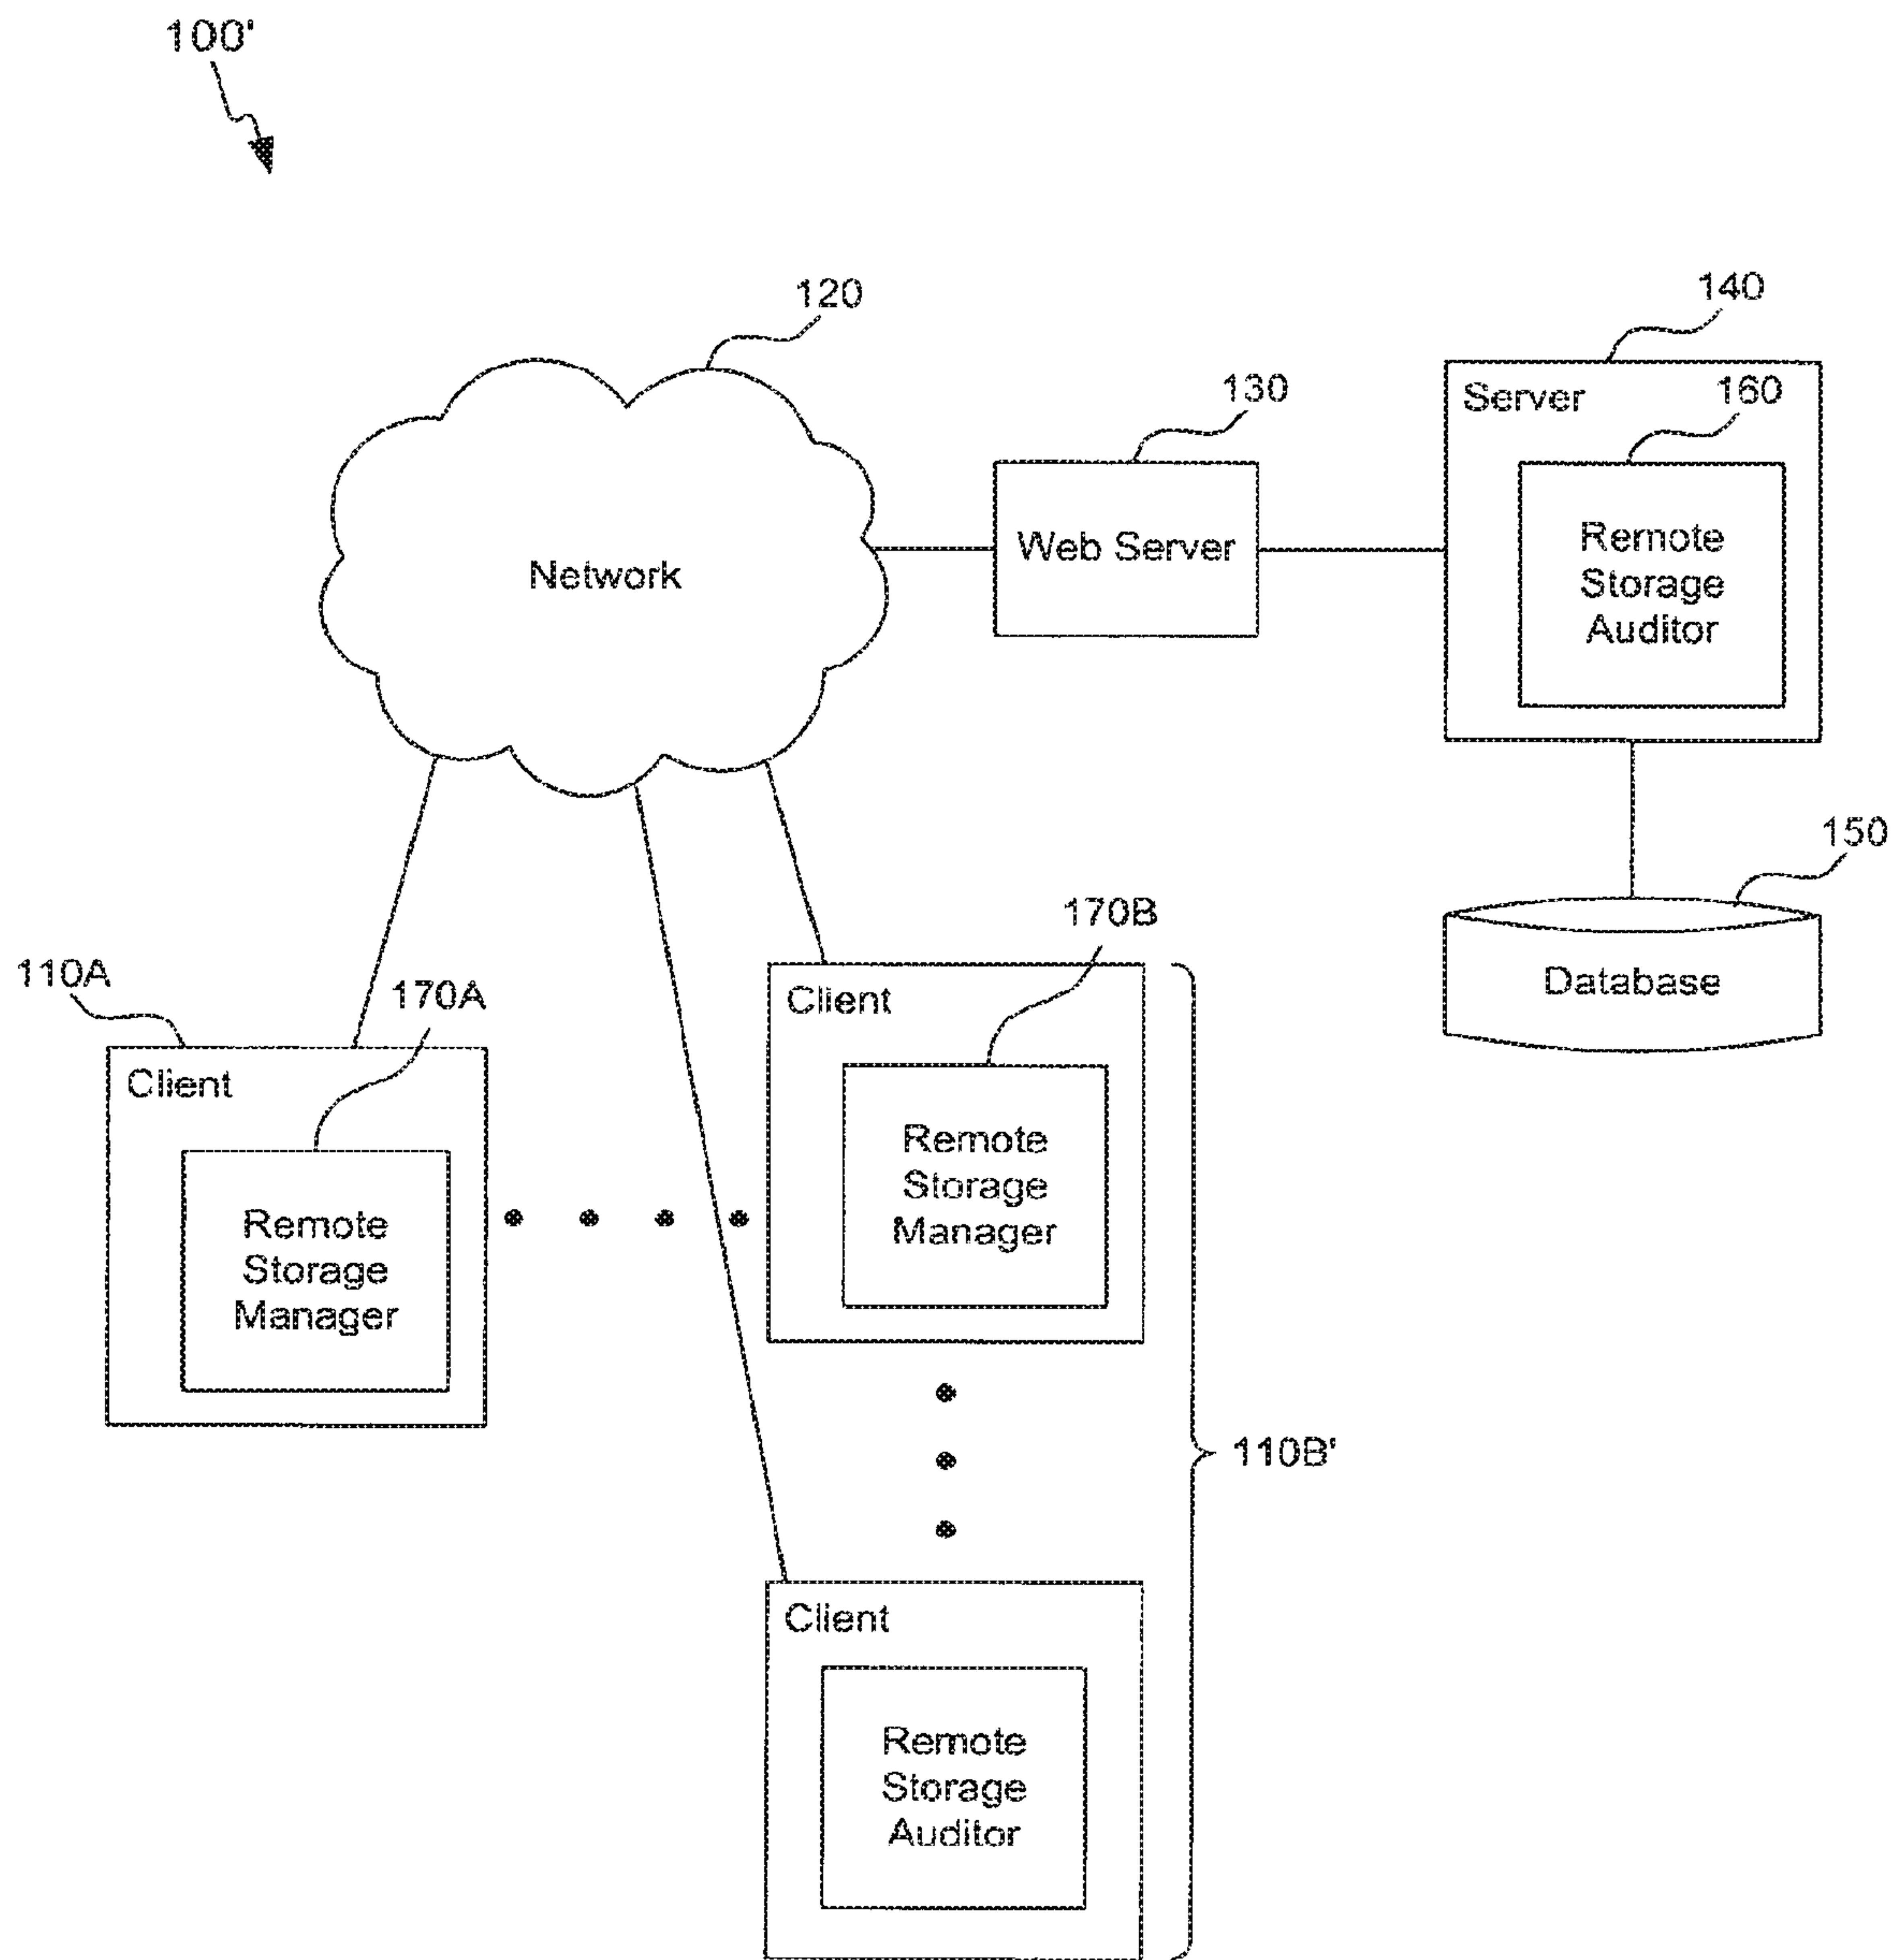 100'
120
140
130
Server
160
Web Server
Remote
Storage
Auditor
Network
150
170B
Database
110A
170A
Client
Client
Remote
Storage
Manager
Remote
Storage
Manager
110B'
Client
Remote
Storage
Auditor